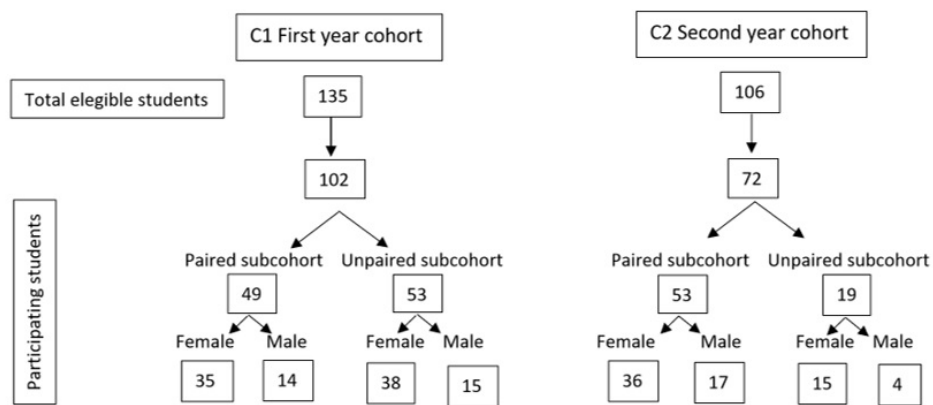 C1 First year cohort
C2 Second year cohort
Total elegible students
135
106
102
72
Participating students
Paired subcohort
Unpaired subcohort
Paired subcohort
Unpaired subcohort
49
53
53
19
Female
Male
Female
Male
Female
Male
Female
Male
35
14
38
15
36
17
15
4